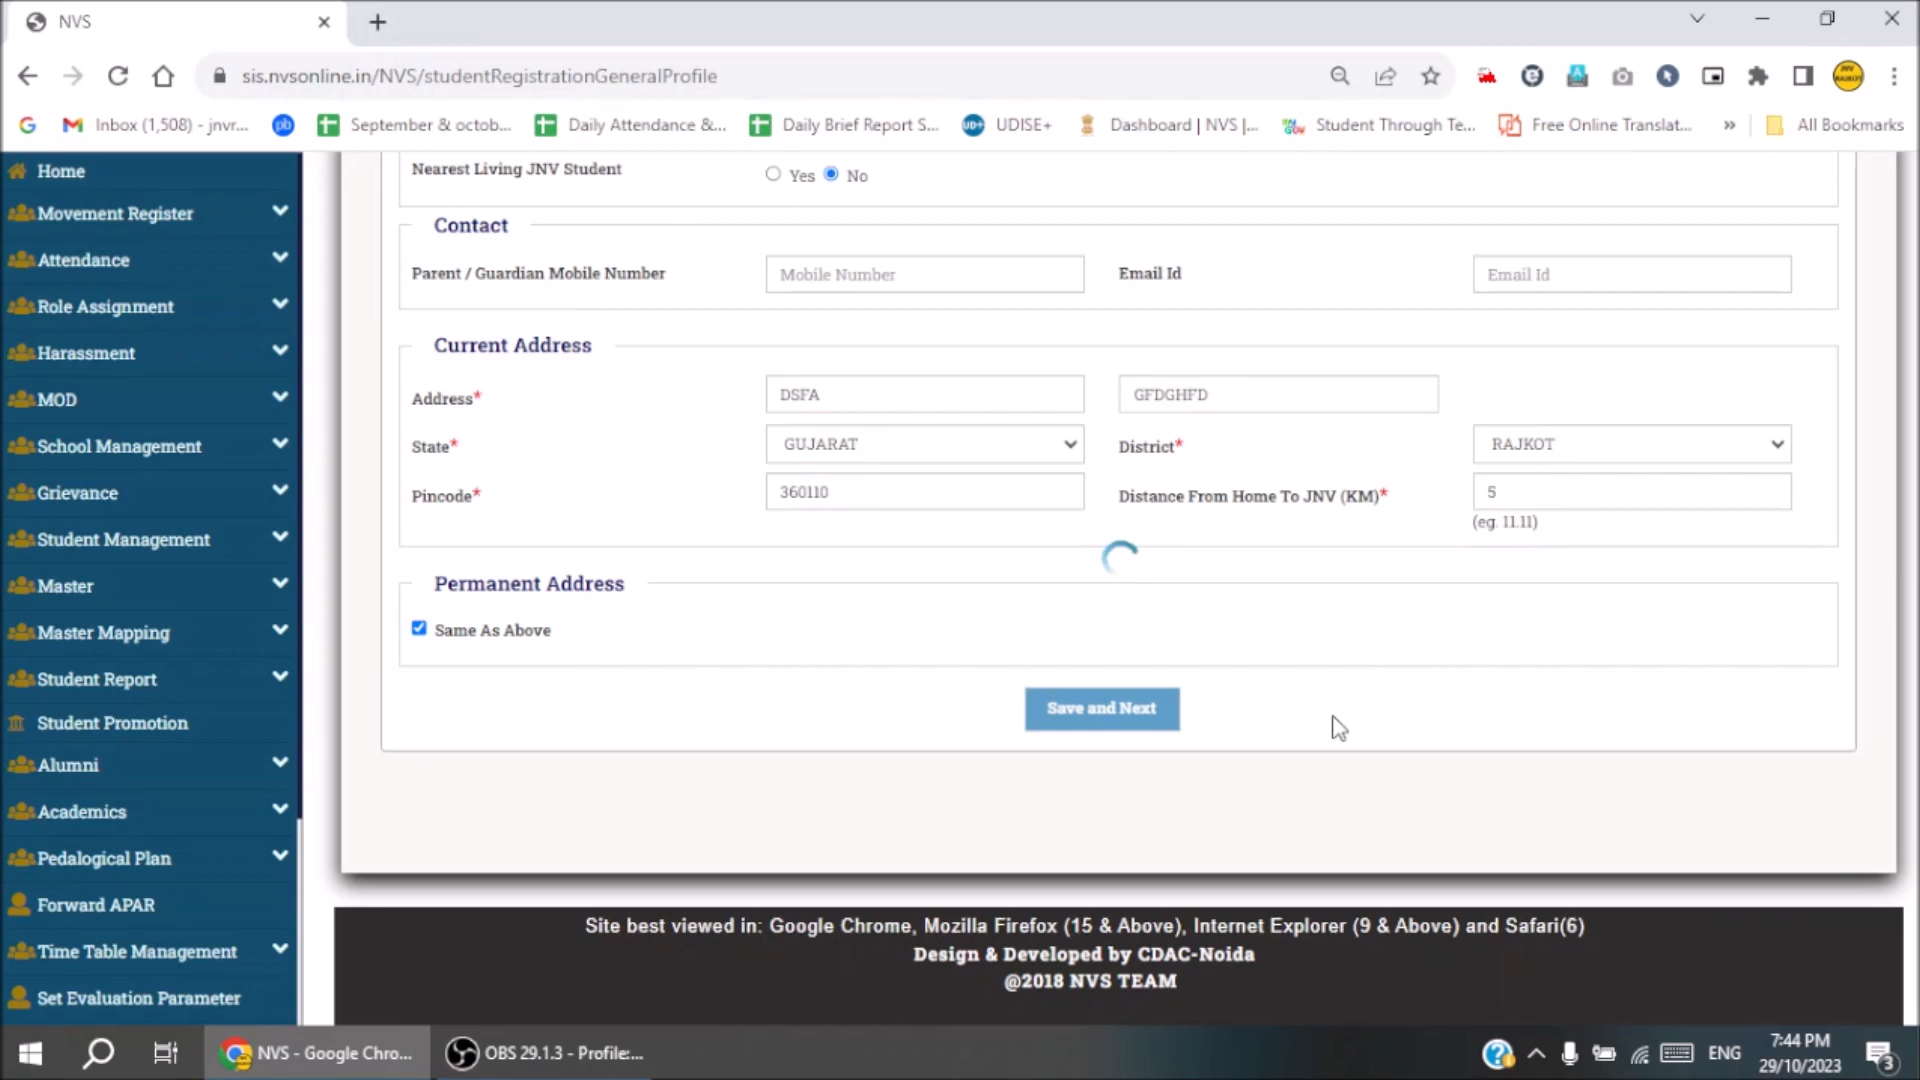 NVS
sis.nvsonline.in/NVS/studentRegistrationGeneralProfile
Inbox (1,508) - jnvr...
pb
September & octob...
Daily Attendance &...
Daily Brief Report S...
UD+
UDISE+
Dashboard | NVS |...
Student Through Te...
Free Online Translat...
»
All Bookmarks
Home
Movement Register
Attendance
Role Assignment
Harassment
MOD
School Management
Grievance
Student Management
Master
Master Mapping
Student Report
Student Promotion
Alumni
Academics
Pedalogical Plan
Forward APAR
Time Table Management
Set Evaluation Parameter
Nearest Living JNV Student
Yes No
Contact
Parent / Guardian Mobile Number
Mobile Number
Email Id
Email Id
Current Address
Address*
DSFA
GFDGHFD
State*
GUJARAT
District*
RAJKOT
Pincode*
360110
Distance From Home To JNV (KM)*
5
(eg. 11.11)
Permanent Address
Same As Above
Save and Next
Site best viewed in: Google Chrome, Mozilla Firefox (15 & Above), Internet Explorer (9 & Above) and Safari(6)
Design & Developed by CDAC-Noida
@2018 NVS TEAM
NVS - Google Chro...
OBS 29.1.3 - Profile:...
ENG
7:44 PM
29/10/2023
3